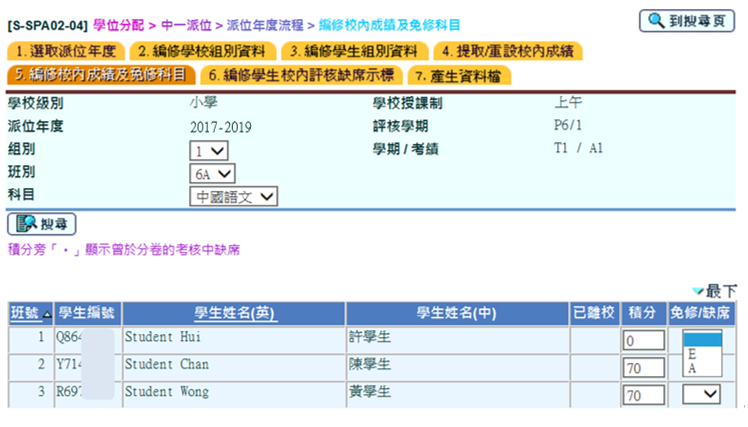 [S-SPA02-04] 學位分配 > 中一派位 > 派位年度流程 > 編修校內成績及免修科目
到搜尋頁
1. 選取派位年度 2. 編修學校組別資料 3. 編修學生組別資料 4. 提取/重設校內成績
5. 編修校內成績及免修科目 6. 編修學生校內評核缺席示標 7. 產生資料檔
學校級別 小學 學校授課制 上午
派位年度 2017-2019 評核學期 P6/1
組別 1 學期 / 考績 T1 / A1
班別 6A
科目 中國語文
搜尋
積分旁「 • 」顯示曾於分卷的考核中缺席
最下
班號 學生編號 學生姓名(英) 學生姓名(中) 已離校 積分 免修/缺席
1 Q864 Student Hui 許學生 0
2 Y714 Student Chan 陳學生 70 E
A
3 R697 Student Wong 黃學生 70